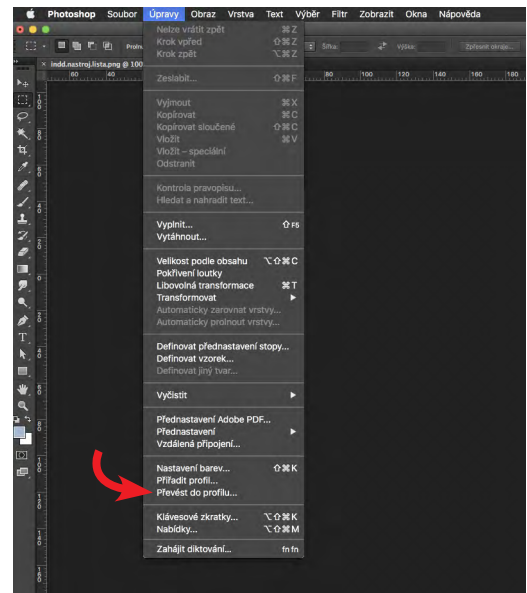 Photoshop Soubor Úpravy Obraz Vrstva Text Výběr Filtr Zobrazit Okno Nápověda
Nelze vrátit zpět ⌘Z
Krok vpřed ⇧⌘Z
Krok zpět ⌥⌘Z
Prolnu
Šířka:
Výška:
Zpřesnit okraje...
× indd.nastroj.lista.png @ 100
60 40 80 100 120 140 160 180
Zeslabit... ⇧⌘F
Vyjmout ⌘X
Kopírovat ⌘C
Kopírovat sloučené ⇧⌘C
Vložit ⌘V
Vložit – speciální
Odstranit
Kontrola pravopisu...
Hledat a nahradit text...
Vyplnit... ⇧F5
Vytáhnout...
Velikost podle obsahu ⌥⇧⌘C
Pokřivení loutky
Libovolná transformace ⌘T
Transformovat
Automaticky zarovnat vrstvy...
Automaticky prolnout vrstvy...
Definovat přednastavení stopy...
Definovat vzorek...
Definovat jiný tvar...
Vyčistit
Přednastavení Adobe PDF...
Přednastavení
Vzdálená připojení...
Nastavení barev... ⇧⌘K
Přiřadit profil...
Převést do profilu...
Klávesové zkratky... ⌥⇧⌘K
Nabídky... ⌥⇧⌘M
Zahájit diktování... fn fn